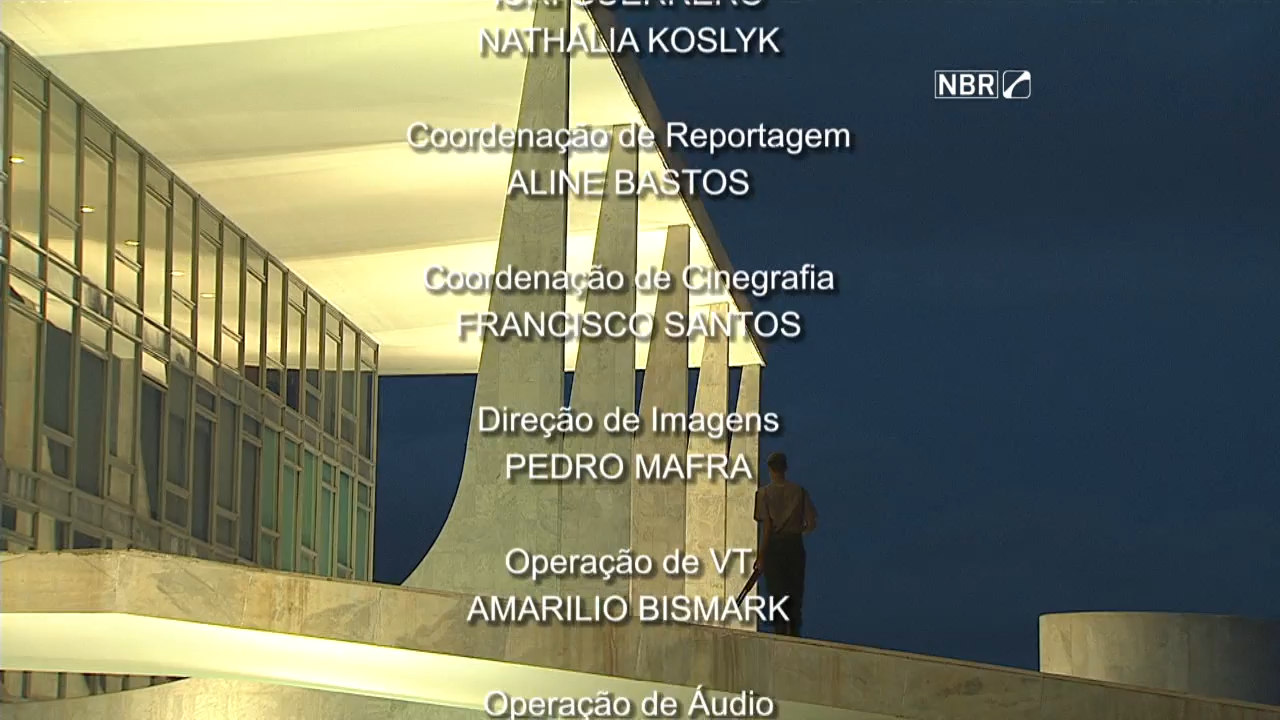 NATHÁLIA KOSLYK
NBR
Coordenação de Reportagem
ALINE BASTOS
Coordenação de Cinegrafia
FRANCISCO SANTOS
Direção de Imagens
PEDRO MAFRA
Operação de VT
AMARILIO BISMARK
Operação de Áudio